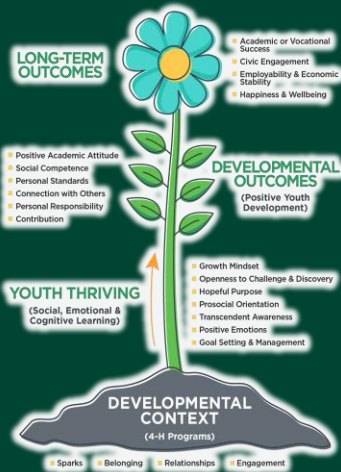 LONG-TERM
OUTCOMES
Academic or Vocational
Success
Civic Engagement
Employability & Economic
Stability
Happiness & Wellbeing
Positive Academic Attitude
Social Competence
Personal Standards
Connection with Others
Personal Responsibility
Contribution
DEVELOPMENTAL
OUTCOMES
(Positive Youth
Development)
YOUTH THRIVING
(Social, Emotional &
Cognitive Learning)
Growth Mindset
Openness to Challenge & Discovery
Hopeful Purpose
Prosocial Orientation
Transcendent Awareness
Positive Emotions
Goal Setting & Management
DEVELOPMENTAL
CONTEXT
(4-H Programs)
Sparks Belonging Relationships Engagement